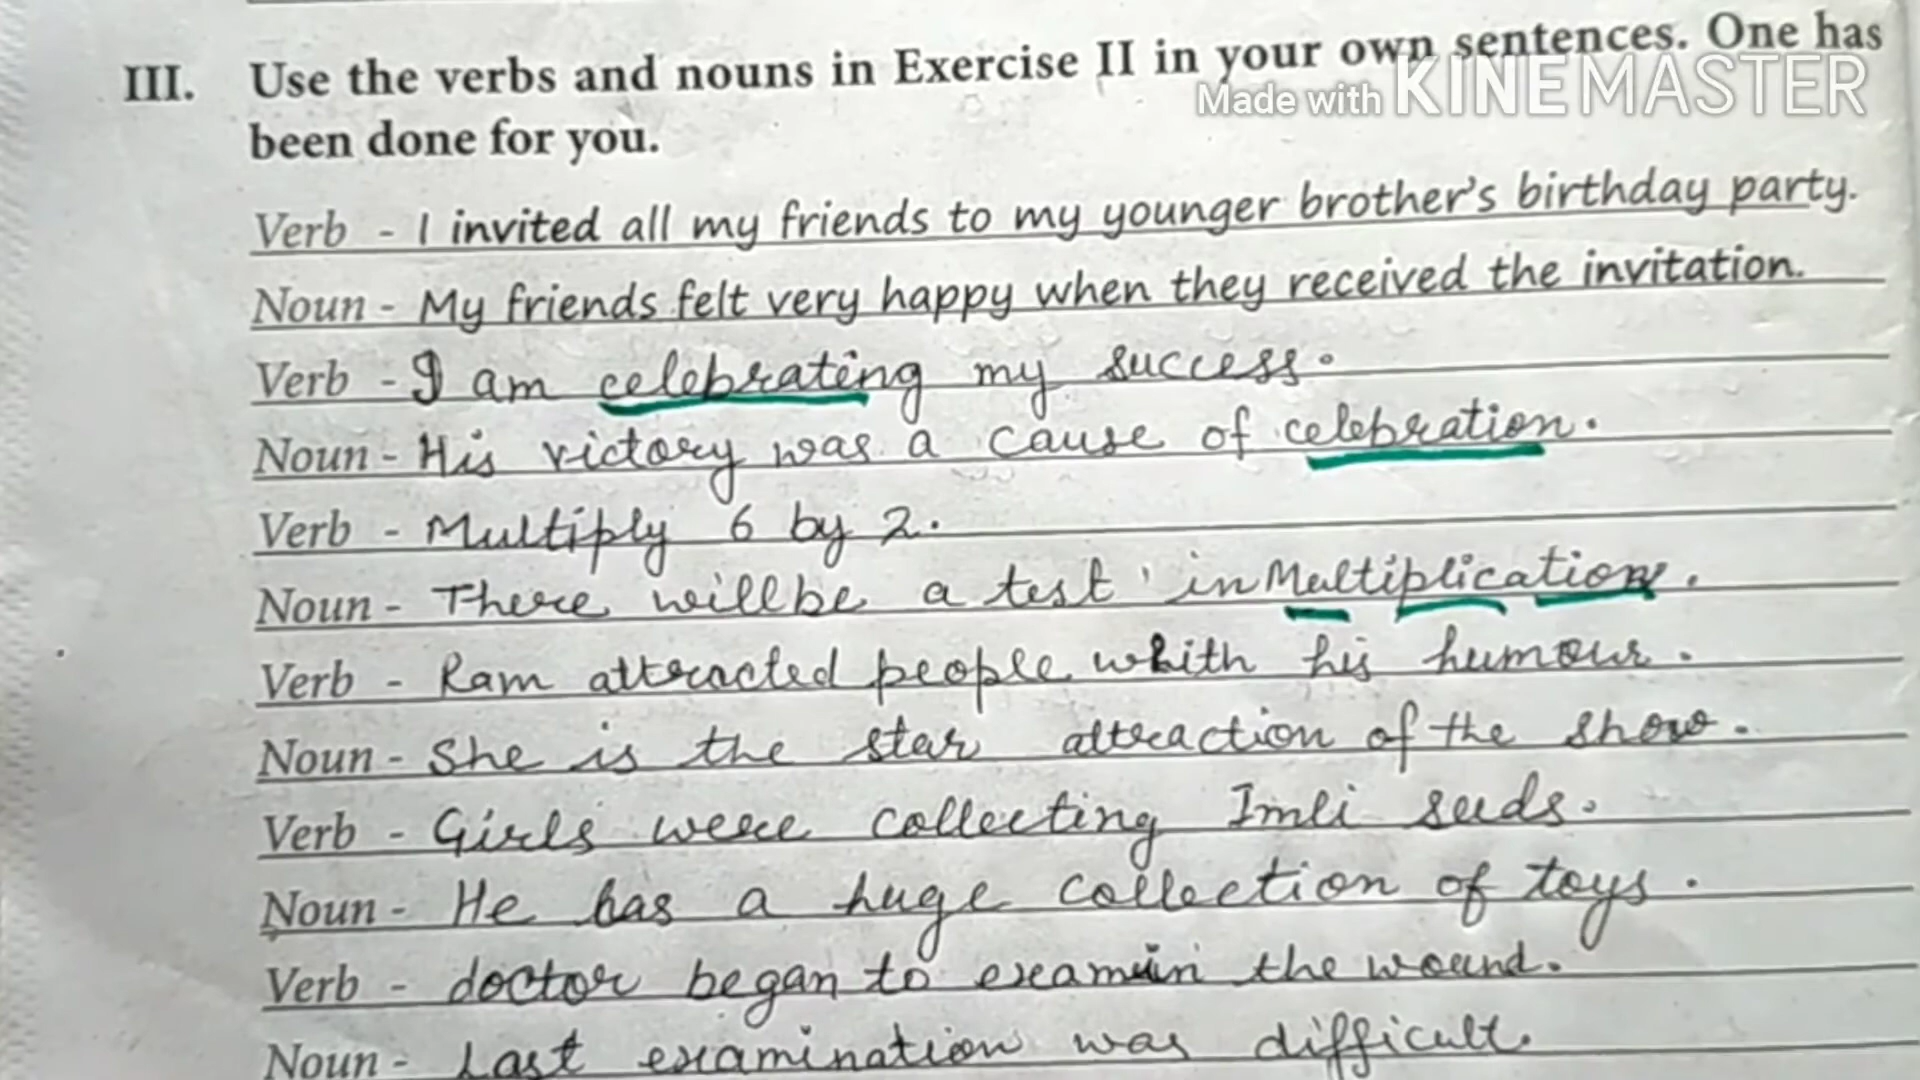 III. Use the verbs and nouns in Exercise II in your own sentences. One has
Made with KINEMASTER
been done for you.
Verb - I invited all my friends to my younger brother's birthday party.
Noun - My friends felt very happy when they received the invitation.
Verb - I am celebrating my success.
Noun - His victory was a cause of celebration.
Verb - Multiply 6 by 2.
Noun - There will be a test in Multiplication.
Verb - Ram attracted people whith his humour.
Noun - She is the star attraction of the show.
Verb - Girls were collecting Imli seeds.
Noun - He has a huge collection of toys.
Verb - doctor began to examin the wound.
Noun - Last examination was difficult.